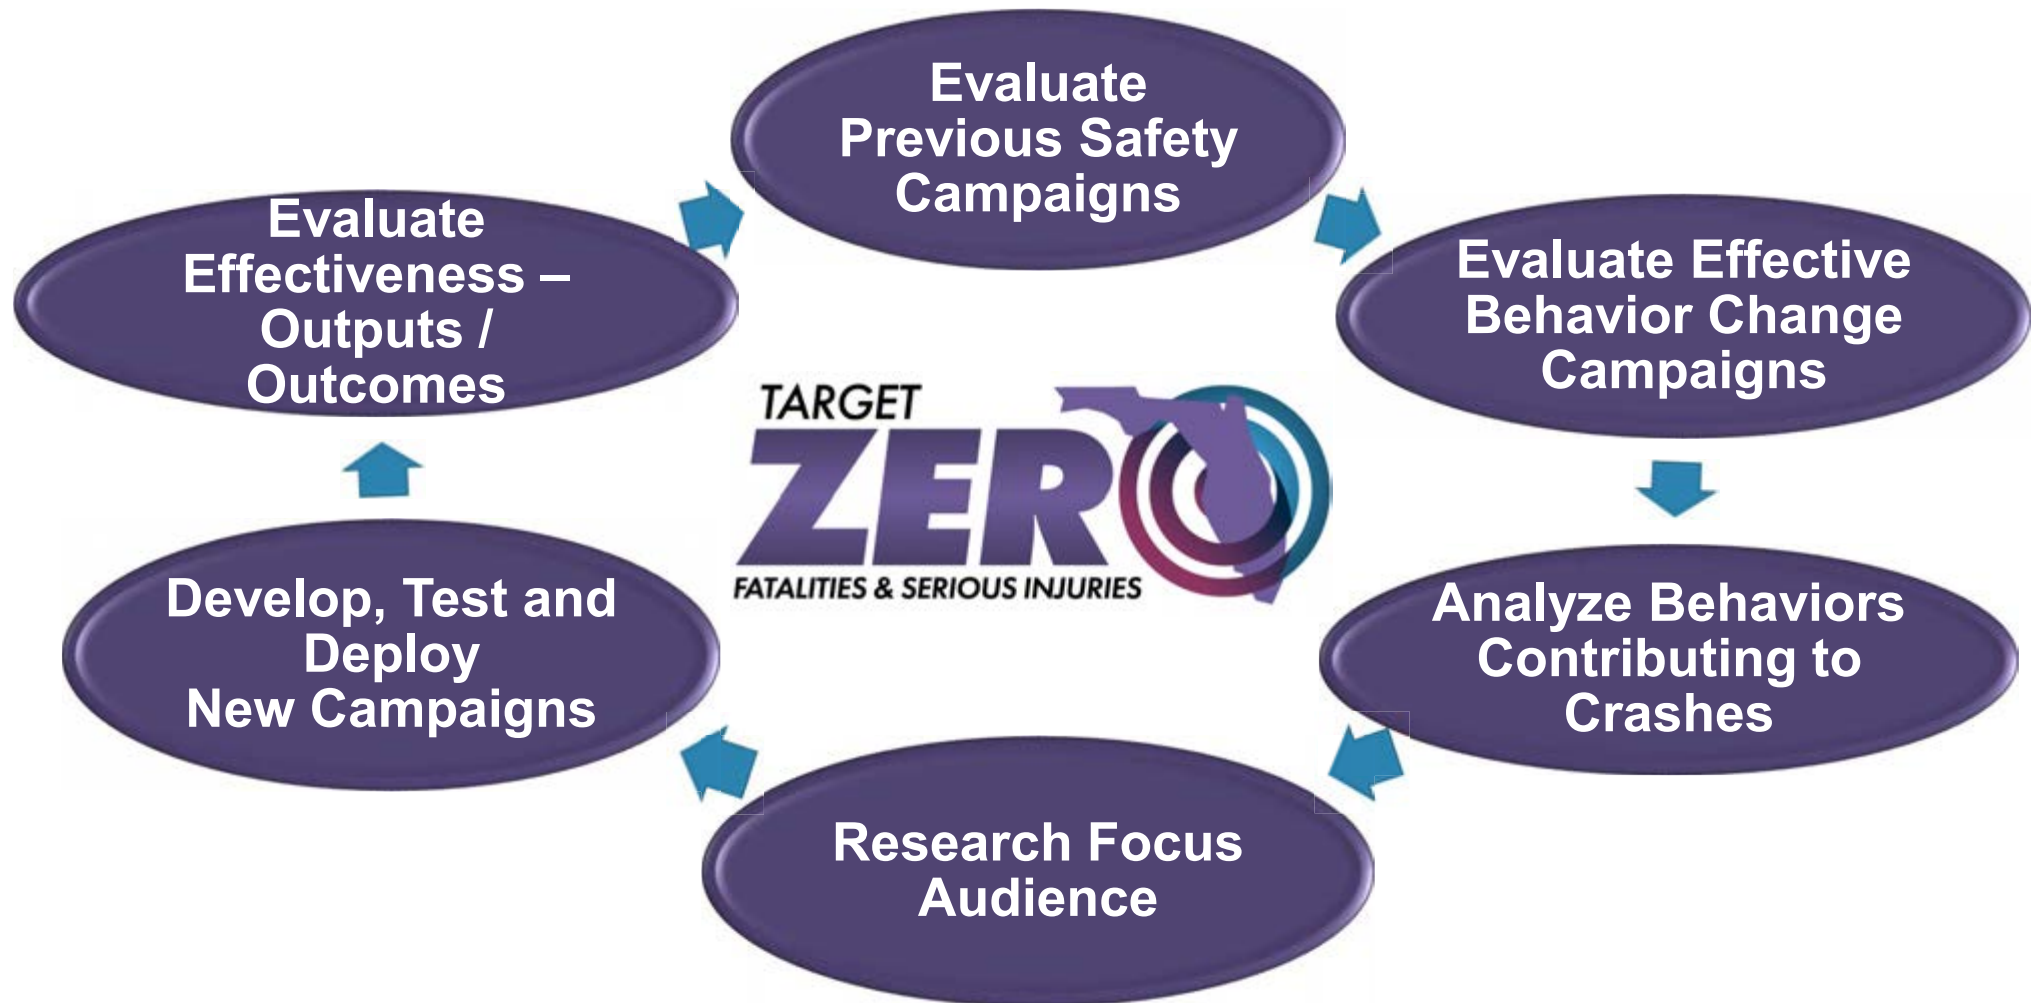 Evaluate
Previous Safety
Campaigns
Evaluate Effective
Behavior Change
Campaigns
Analyze Behaviors
Contributing to
Crashes
Research Focus
Audience
Develop, Test and
Deploy
New Campaigns
Evaluate
Effectiveness –
Outputs /
Outcomes
TARGET
ZERO
FATALITIES & SERIOUS INJURIES